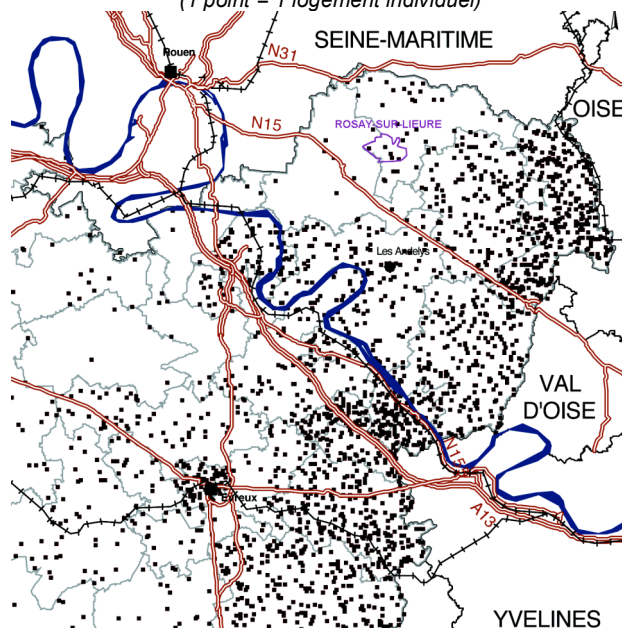 (1 point = 1 logement individuel)
SEINE-MARITIME
Rouen
N31
OISE
N15
ROSAY-SUR-LIEURE
Les Andelys
VAL
D'OISE
N15
Evreux
A13
YVELINES